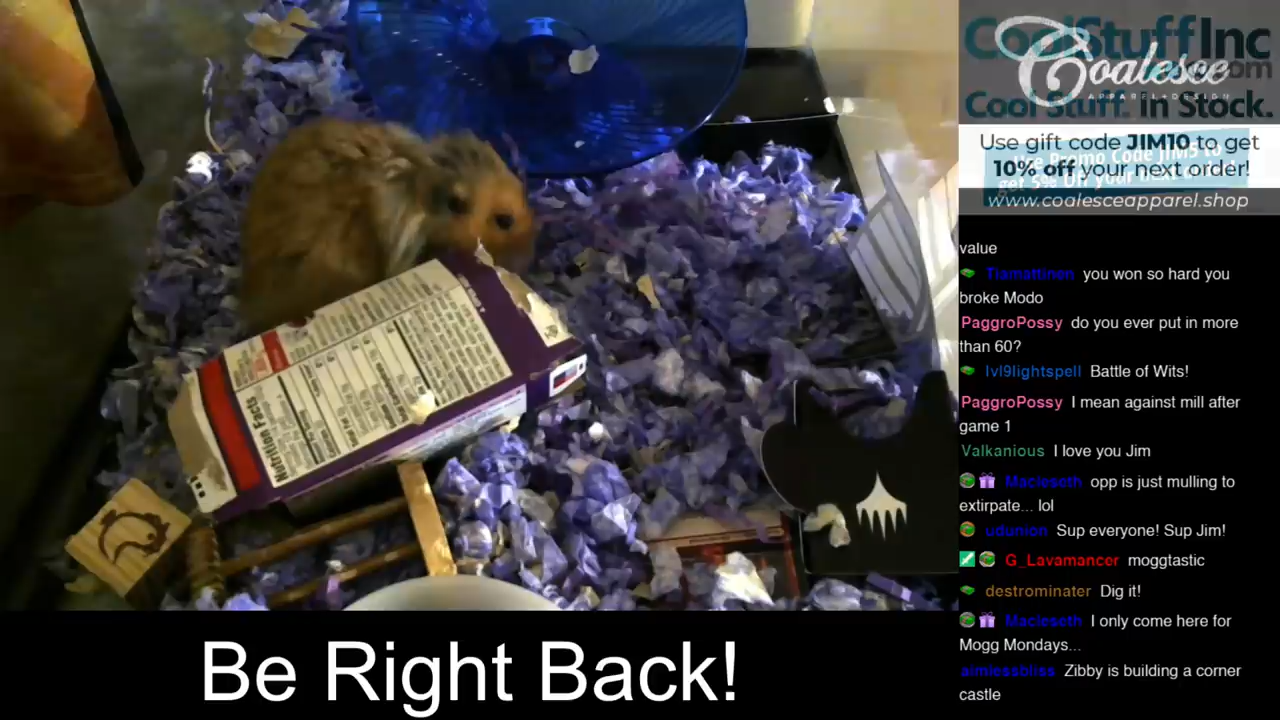 CoolStuffInc
.com
Coalesce
APPAREL+DESIGN
Cool Stuff. In Stock.
Use gift code JIM10 to get
10% off your next order!
www.coalesceapparel.shop
value
Tiamattinen you won so hard you
broke Modo
PaggroPossy do you ever put in more
than 60?
lvl9lightspell Battle of Wits!
PaggroPossy I mean against mill after
game 1
Valkanious I love you Jim
Macleseth opp is just mulling to
extirpate... lol
udunion Sup everyone! Sup Jim!
G_Lavamancer moggtastic
destrominater Dig it!
Macleseth I only come here for
Mogg Mondays...
aimlessbliss Zibby is building a corner
castle
Nutrition Facts
Be Right Back!